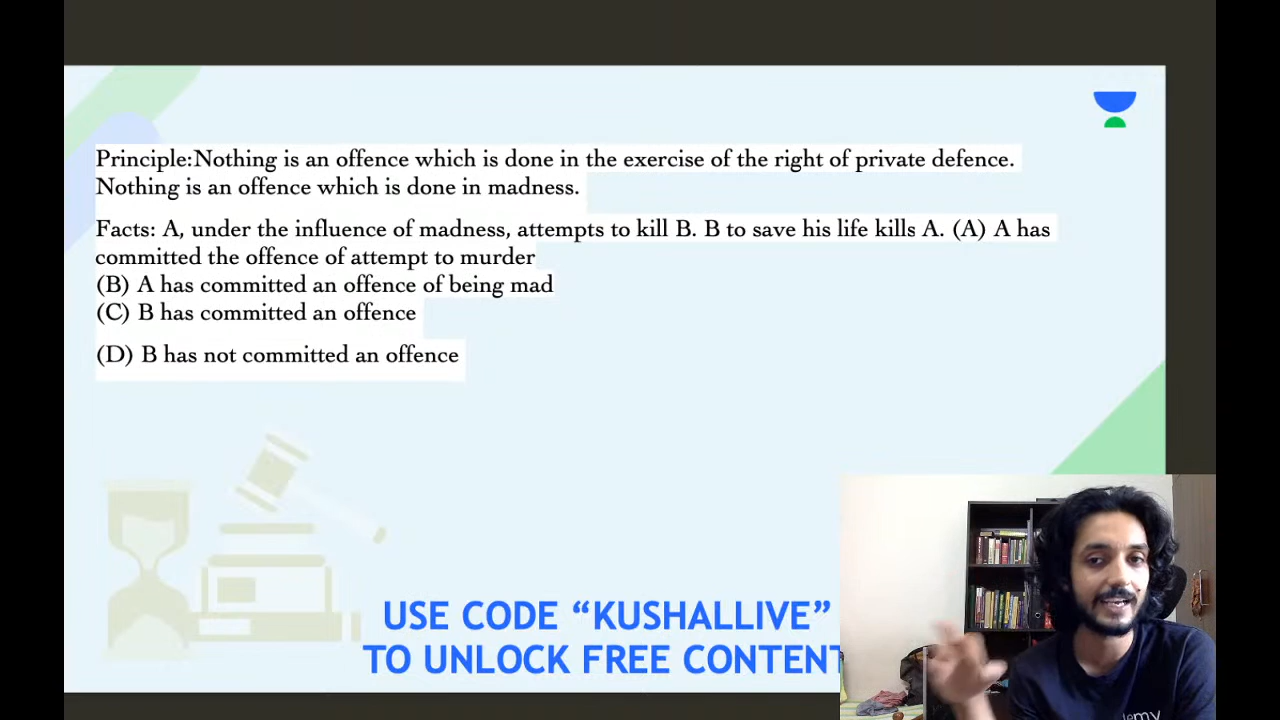 Principle:Nothing is an offence which is done in the exercise of the right of private defence.
Nothing is an offence which is done in madness.
Facts: A, under the influence of madness, attempts to kill B. B to save his life kills A. (A) A has
committed the offence of attempt to murder
(B) A has committed an offence of being mad
(C) B has committed an offence
(D) B has not committed an offence
USE CODE “KUSHALLIVE”
TO UNLOCK FREE CONTENT